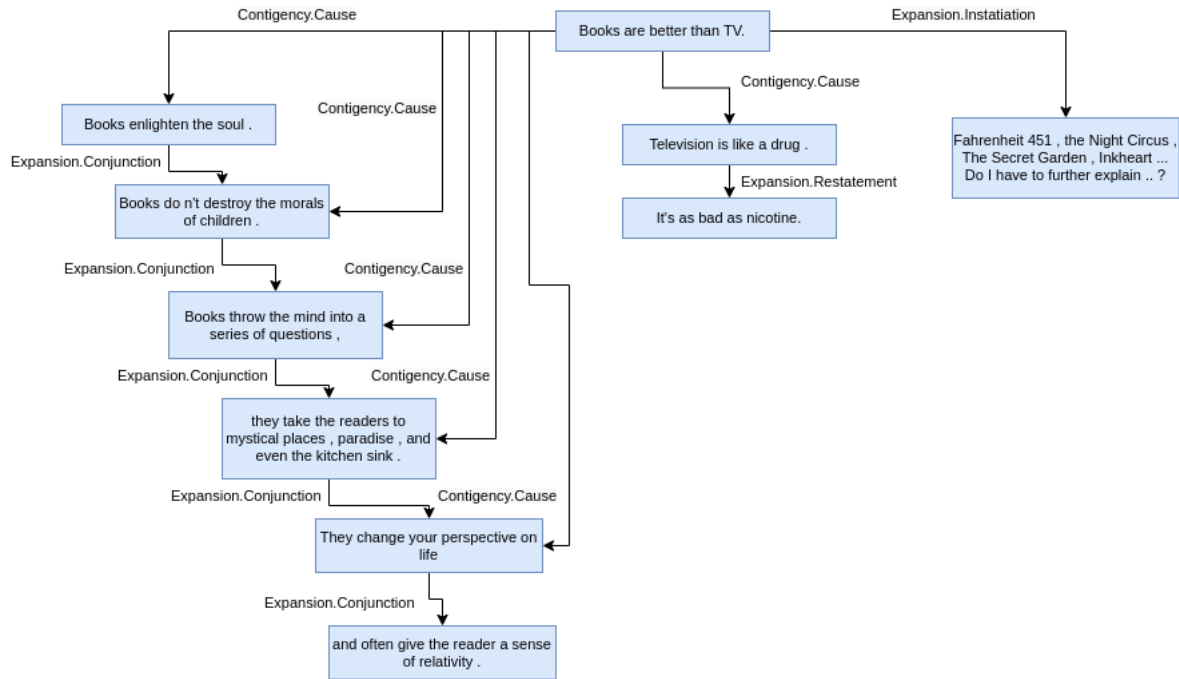 Contigency.Cause
Expansion.Instatiation
Books are better than TV.
Contigency.Cause
Contigency.Cause
Books enlighten the soul .
Television is like a drug .
Fahrenheit 451 , the Night Circus ,
The Secret Garden , Inkheart ...
Do I have to further explain .. ?
Expansion.Conjunction
Expansion.Restatement
Books do n't destroy the morals
of children .
It's as bad as nicotine.
Expansion.Conjunction
Contigency.Cause
Books throw the mind into a
series of questions ,
Expansion.Conjunction
Contigency.Cause
they take the readers to
mystical places , paradise , and
even the kitchen sink .
Expansion.Conjunction
Contigency.Cause
They change your perspective on
life
Expansion.Conjunction
and often give the reader a sense
of relativity .